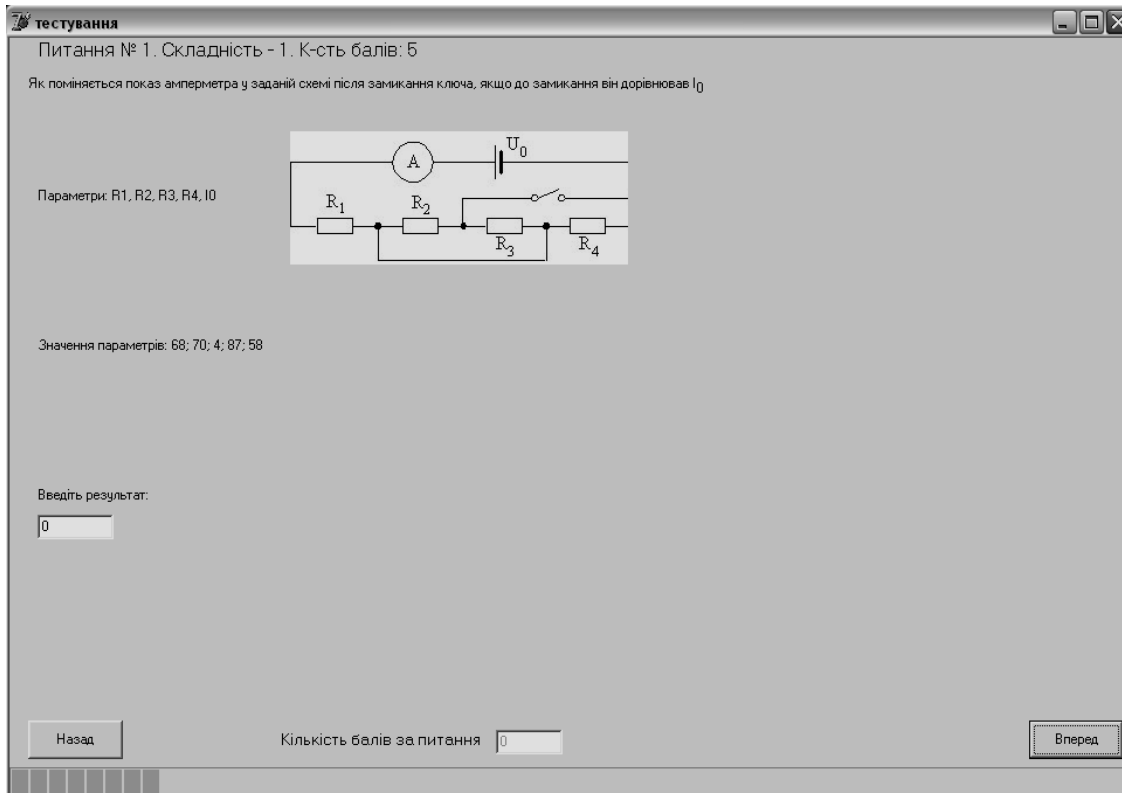 тестування
Питання № 1. Складність - 1. К-сть балів: 5
Як поміняється показ амперметра у заданій схемі після замикання ключа, якщо до замикання він дорівнював I0
A
U0
Параметри: R1, R2, R3, R4, I0
R1
R2
R3
R4
Значення параметрів: 68; 70; 4; 87; 58
Введіть результат:
0
Назад
Кількість балів за питання
0
Вперед